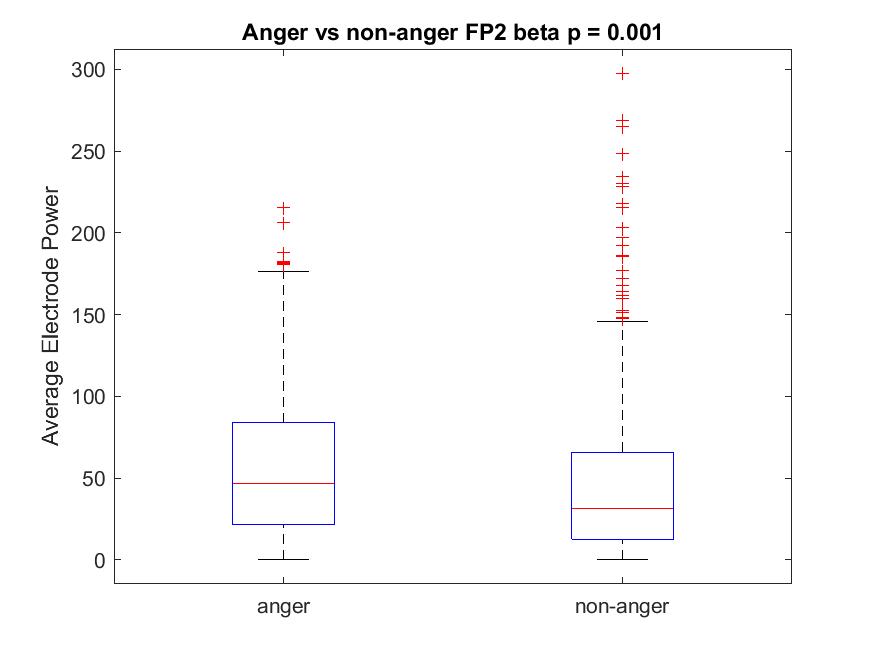 Anger vs non-anger FP2 beta p = 0.001
Average Electrode Power
300
250
200
150
100
50
0
anger
non-anger